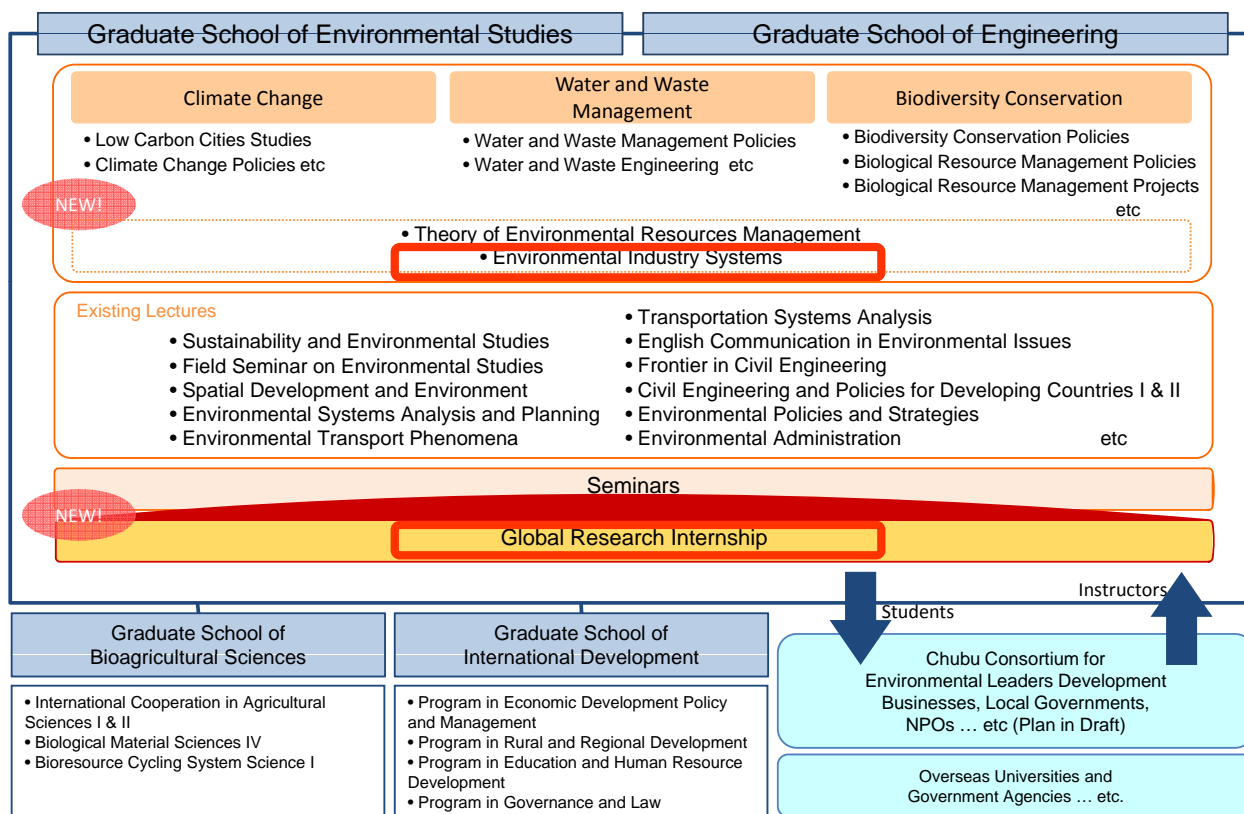 Graduate School of Environmental Studies
Graduate School of Engineering
Climate Change
• Low Carbon Cities Studies
• Climate Change Policies etc
Water and Waste
Management
• Water and Waste Management Policies
• Water and Waste Engineering etc
Biodiversity Conservation
• Biodiversity Conservation Policies
• Biological Resource Management Policies
• Biological Resource Management Projects
etc
NEW!
• Theory of Environmental Resources Management
• Environmental Industry Systems
Existing Lectures
• Sustainability and Environmental Studies
• Field Seminar on Environmental Studies
• Spatial Development and Environment
• Environmental Systems Analysis and Planning
• Environmental Transport Phenomena
• Transportation Systems Analysis
• English Communication in Environmental Issues
• Frontier in Civil Engineering
• Civil Engineering and Policies for Developing Countries I & II
• Environmental Policies and Strategies
• Environmental Administration etc
Seminars
NEW!
Global Research Internship
Students
Instructors
Graduate School of
Bioagricultural Sciences
• International Cooperation in Agricultural
Sciences I & II
• Biological Material Sciences IV
• Bioresource Cycling System Science I
Graduate School of
International Development
• Program in Economic Development Policy
and Management
• Program in Rural and Regional Development
• Program in Education and Human Resource
Development
• Program in Governance and Law
Chubu Consortium for
Environmental Leaders Development
Businesses, Local Governments,
NPOs … etc (Plan in Draft)
Overseas Universities and
Government Agencies … etc.